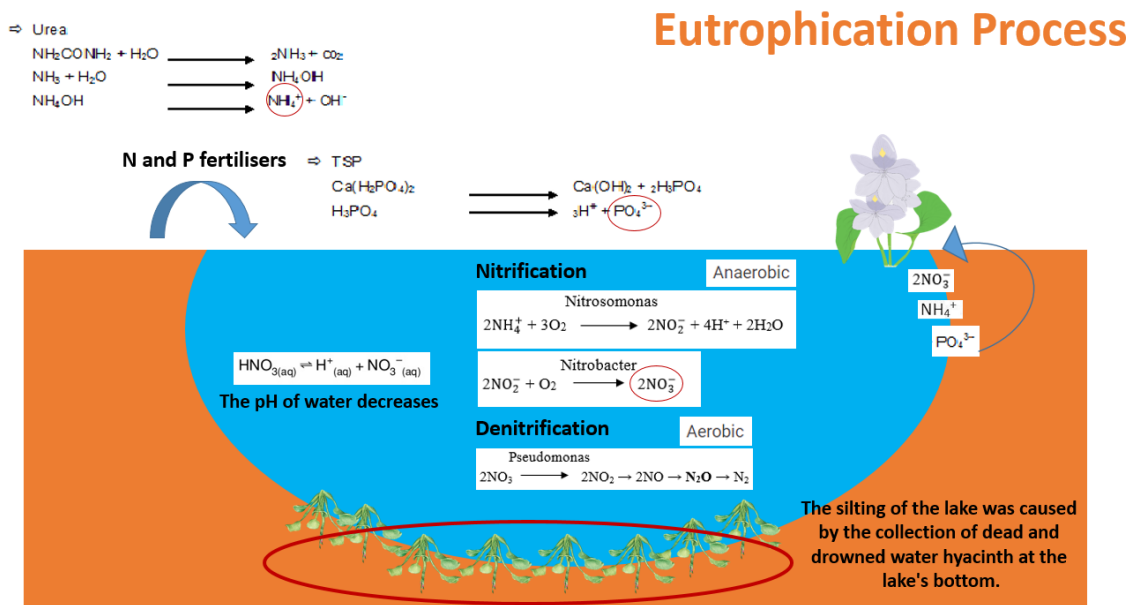 Eutrophication Process
⇨ Urea
NH₂CONH₂ + H₂O ⟶ ₂NH₃ + co₂
NH₃ + H₂O ⟶ NH₄OH
NH₄OH ⟶ NH₄⁺ + OH⁻
N and P fertilisers
⇨ TSP
Ca(H₂PO₄)₂ ⟶ Ca(OH)₂ + ₂H₃PO₄
H₃PO₄ ⟶ ₃H⁺ + PO₄³⁻
Nitrification
Anaerobic
Nitrosomonas
2NH₄⁺ + 3O₂ ⟶ 2NO₂⁻ + 4H⁺ + 2H₂O
Nitrobacter
2NO₂⁻ + O₂ ⟶ 2NO₃⁻
HNO₃(aq) ⇌ H⁺(aq) + NO₃⁻(aq)
The pH of water decreases
Denitrification
Aerobic
Pseudomonas
2NO₃ ⟶ 2NO₂ → 2NO → N₂O → N₂
2NO₃⁻
NH₄⁺
PO₄³⁻
The silting of the lake was caused
by the collection of dead and
drowned water hyacinth at the
lake's bottom.